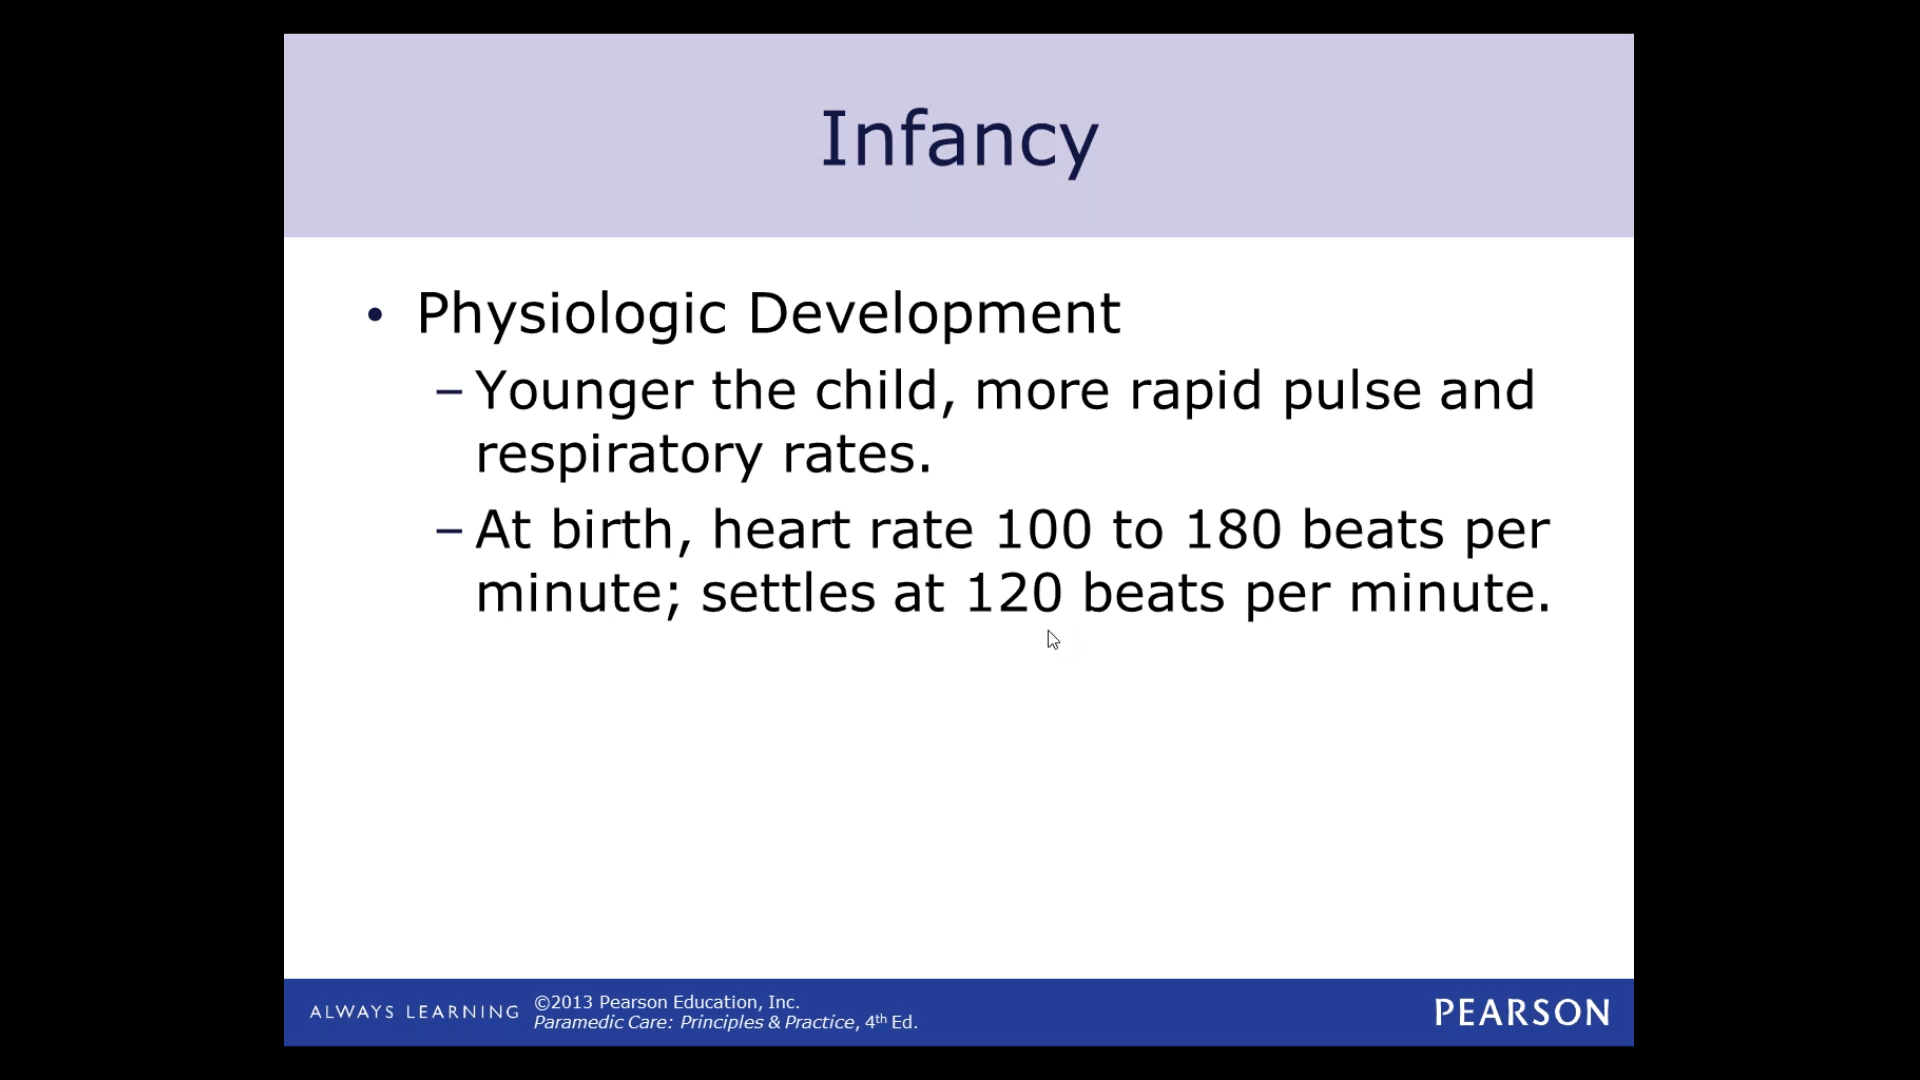 Infancy
• Physiologic Development
– Younger the child, more rapid pulse and
respiratory rates.
– At birth, heart rate 100 to 180 beats per
minute; settles at 120 beats per minute.
ALWAYS LEARNING
©2013 Pearson Education, Inc.
Paramedic Care: Principles & Practice, 4th Ed.
PEARSON